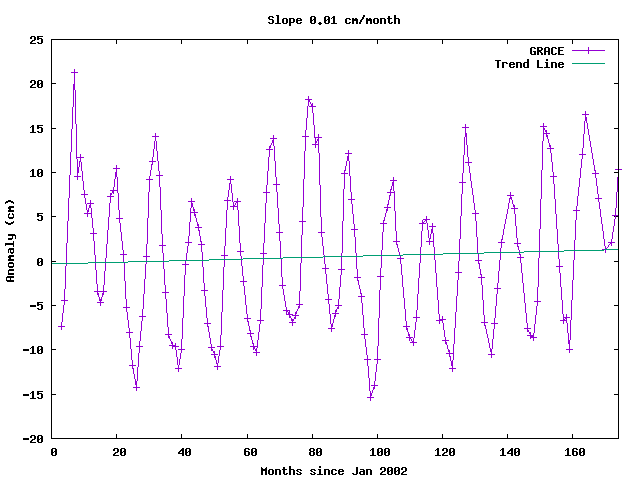 Slope 0.01 cm/month
GRACE
Trend Line
25
20
15
10
5
0
-5
-10
-15
-20
Anomaly (cm)
0 20 40 60 80 100 120 140 160
Months since Jan 2002